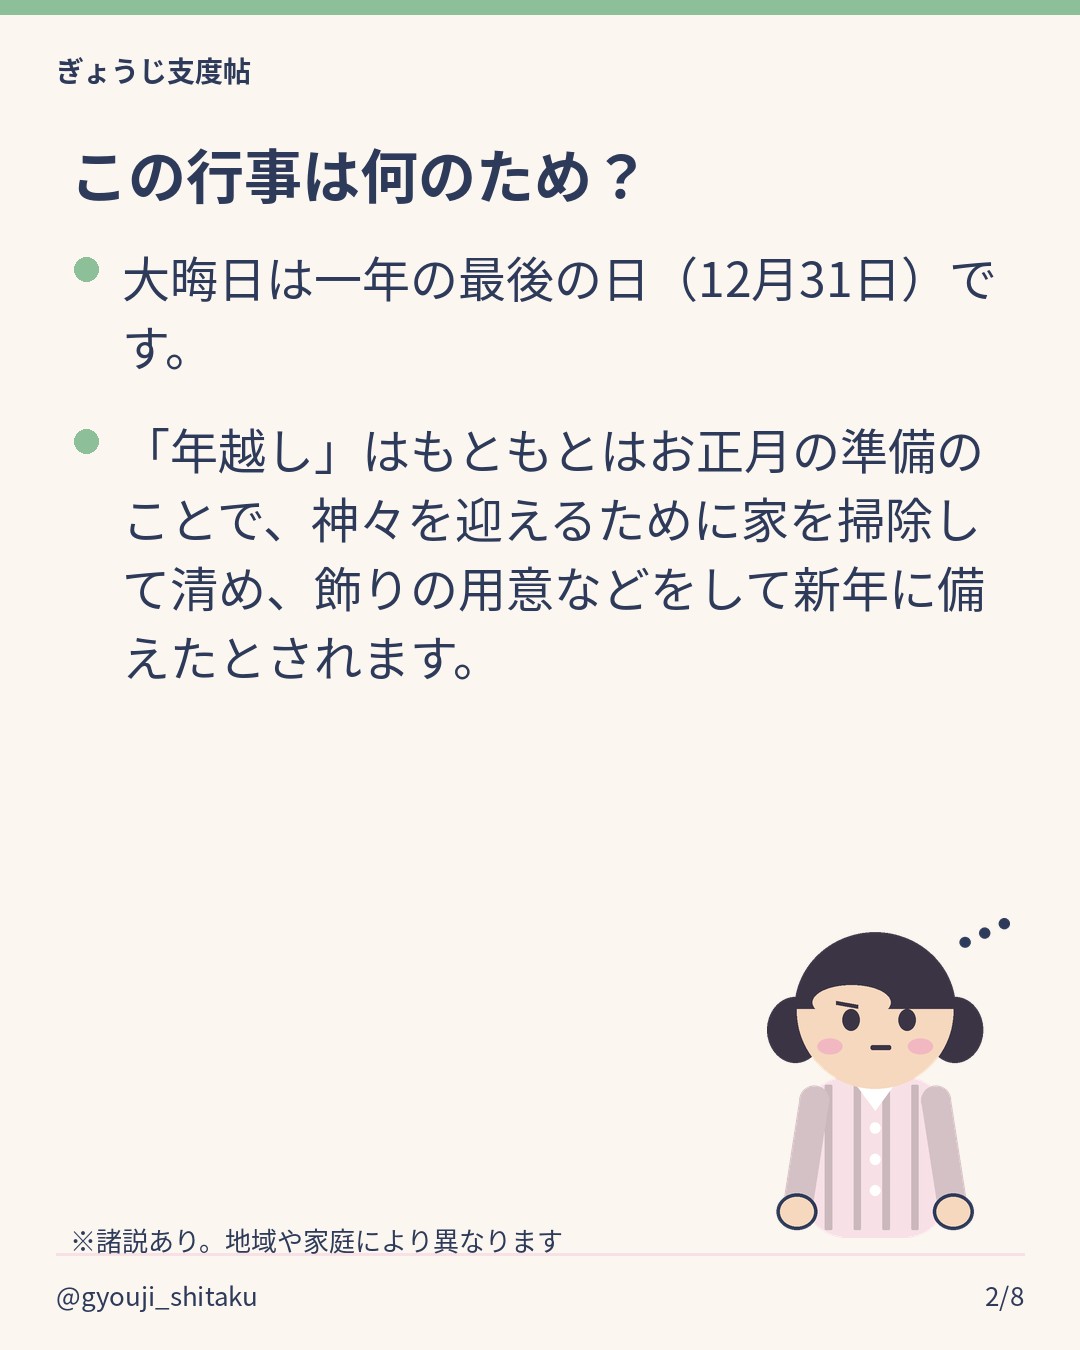 ぎょうじ支度帖
この行事は何のため？
大晦日は一年の最後の日（12月31日）で
す。
「年越し」はもともとはお正月の準備の
ことで、神々を迎えるために家を掃除し
て清め、飾りの用意などをして新年に備
えたとされます。
※諸説あり。地域や家庭により異なります
@gyouji_shitaku
2/8